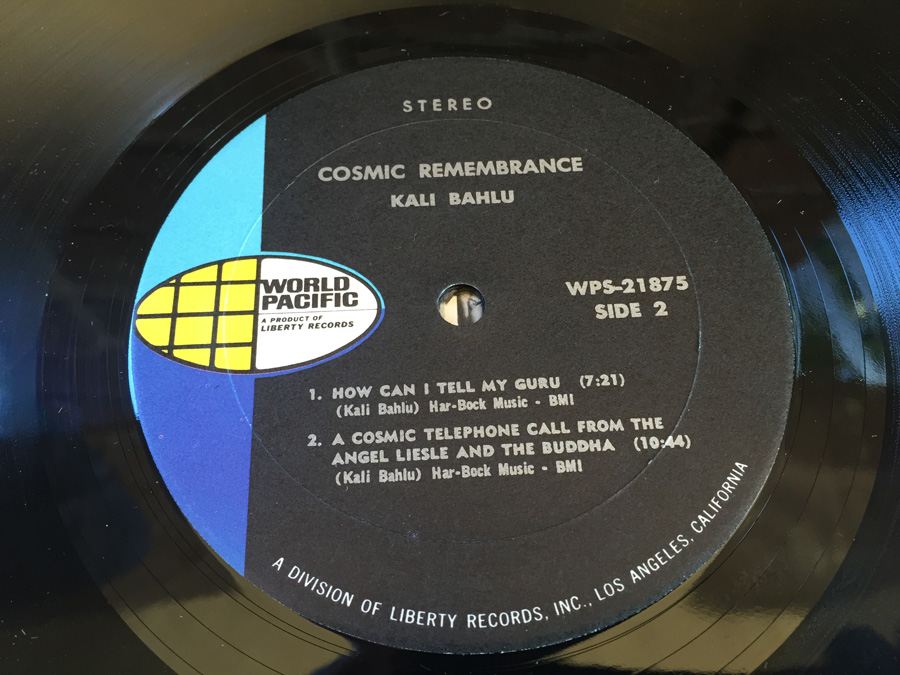 STEREO
COSMIC REMEMBRANCE
KALI BAHLU
WORLD
PACIFIC
A PRODUCT OF
LIBERTY RECORDS
WPS-21875
SIDE 2
1. HOW CAN I TELL MY GURU (7:21)
(Kali Bahlu) Har-Bock Music - BMI
2. A COSMIC TELEPHONE CALL FROM THE
ANGEL LIESLE AND THE BUDDHA (10:44)
(Kali Bahlu) Har-Bock Music - BMI
A DIVISION OF LIBERTY RECORDS, INC., LOS ANGELES, CALIFORNIA